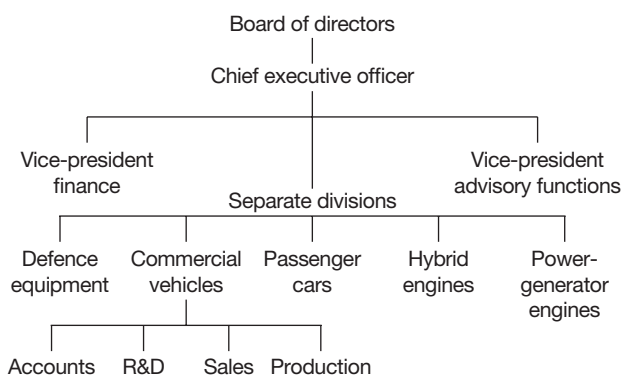 Board of directors
Chief executive officer
Vice-president
finance
Vice-president
advisory functions
Separate divisions
Defence
equipment
Commercial
vehicles
Passenger
cars
Hybrid
engines
Power-
generator
engines
Accounts
R&D
Sales
Production